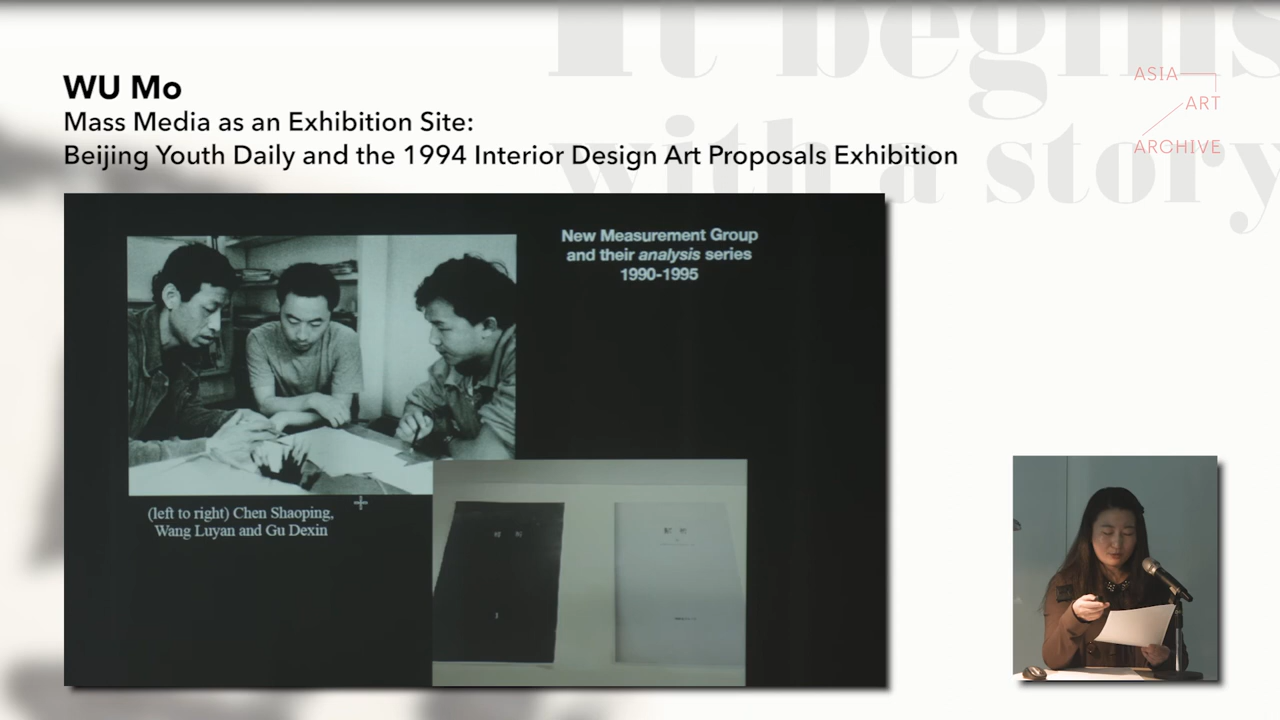 It begins
with a story
WU Mo
Mass Media as an Exhibition Site:
Beijing Youth Daily and the 1994 Interior Design Art Proposals Exhibition
ASIA
ART
ARCHIVE
New Measurement Group
and their analysis series
1990-1995
(left to right) Chen Shaoping,
Wang Luyan and Gu Dexin